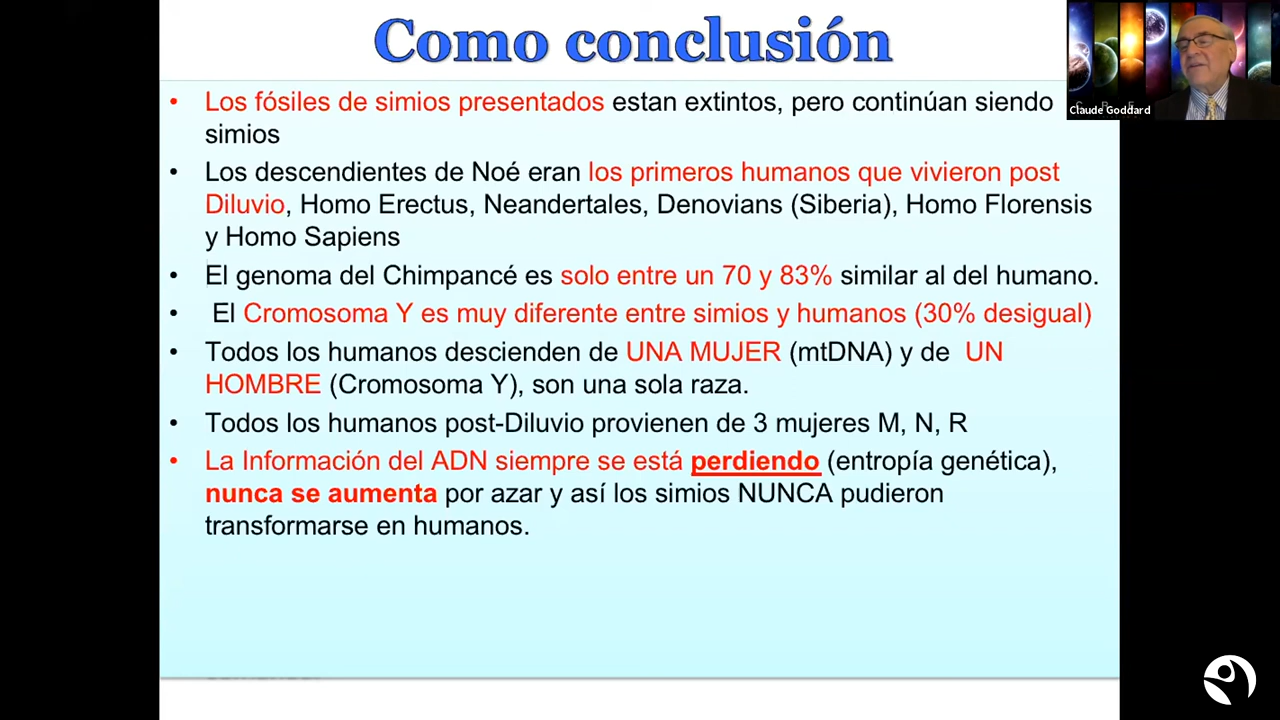 Como conclusión
• Los fósiles de simios presentados estan extintos, pero continúan siendo
simios
• Los descendientes de Noé eran los primeros humanos que vivieron post
Diluvio, Homo Erectus, Neandertales, Denovians (Siberia), Homo Florensis
y Homo Sapiens
• El genoma del Chimpancé es solo entre un 70 y 83% similar al del humano.
• El Cromosoma Y es muy diferente entre simios y humanos (30% desigual)
• Todos los humanos descienden de UNA MUJER (mtDNA) y de UN
HOMBRE (Cromosoma Y), son una sola raza.
• Todos los humanos post-Diluvio provienen de 3 mujeres M, N, R
• La Información del ADN siempre se está perdiendo (entropía genética),
nunca se aumenta por azar y así los simios NUNCA pudieron
transformarse en humanos.
Claude Goddard